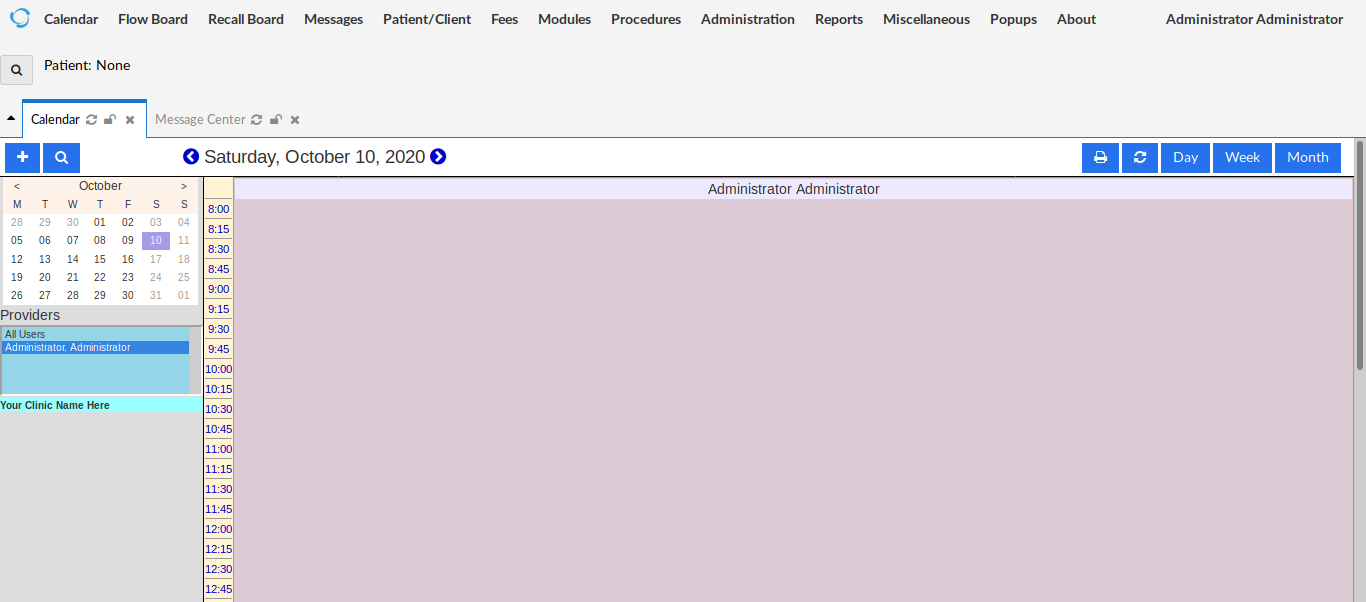 Calendar Flow Board Recall Board Messages Patient/Client Fees Modules Procedures Administration Reports Miscellaneous Popups About Administrator Administrator
Patient: None
Calendar Message Center
Saturday, October 10, 2020 Day Week Month
< October >
M T W T F S S
28 29 30 01 02 03 04
05 06 07 08 09 10 11
12 13 14 15 16 17 18
19 20 21 22 23 24 25
26 27 28 29 30 31 01
Providers
All Users
Administrator, Administrator
Your Clinic Name Here
Administrator Administrator
8:00
8:15
8:30
8:45
9:00
9:15
9:30
9:45
10:00
10:15
10:30
10:45
11:00
11:15
11:30
11:45
12:00
12:15
12:30
12:45